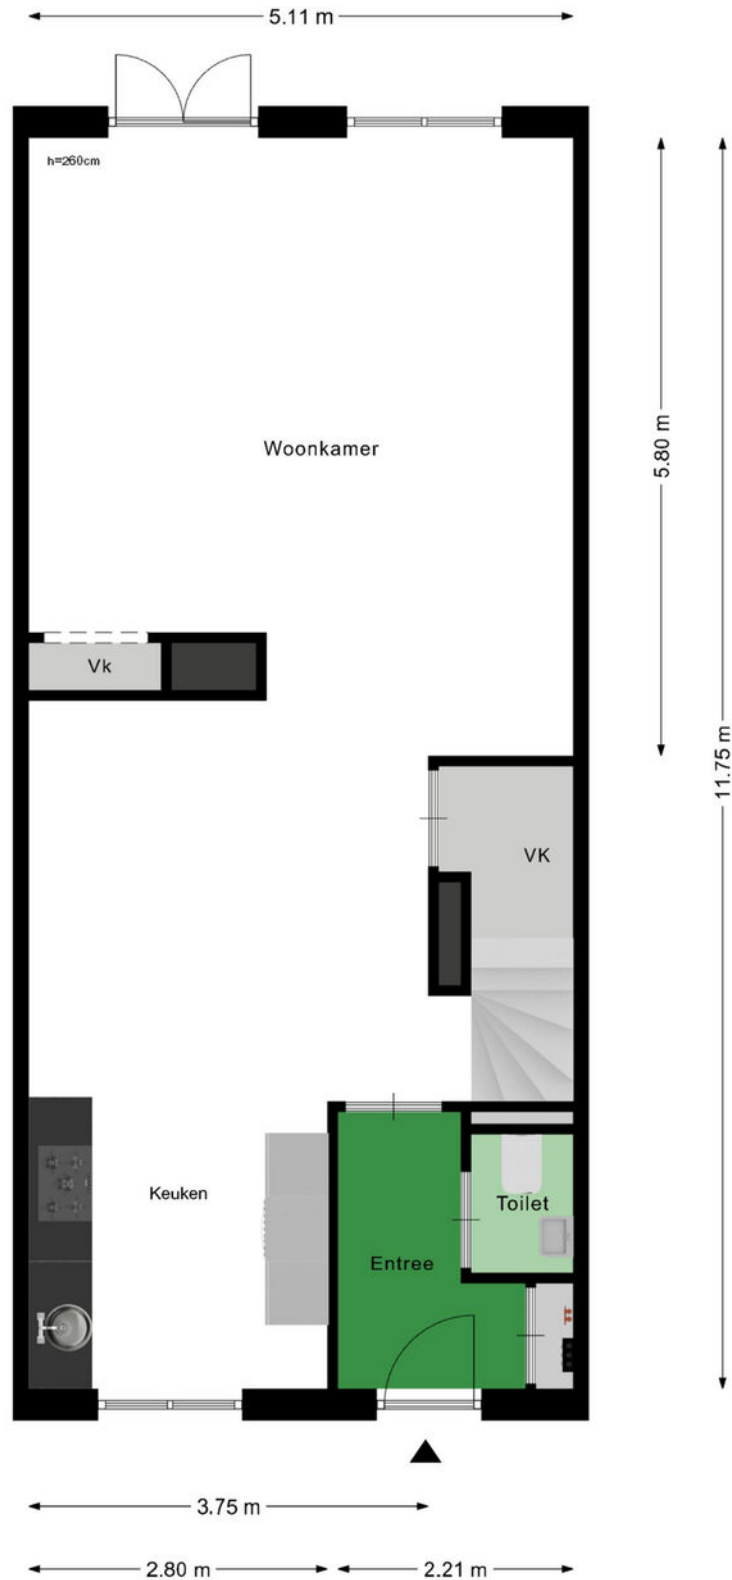 5.11 m
h=260cm
Woonkamer
5.80 m
Vk
11.75 m
VK
Keuken
Toilet
Entree
3.75 m
2.80 m
2.21 m